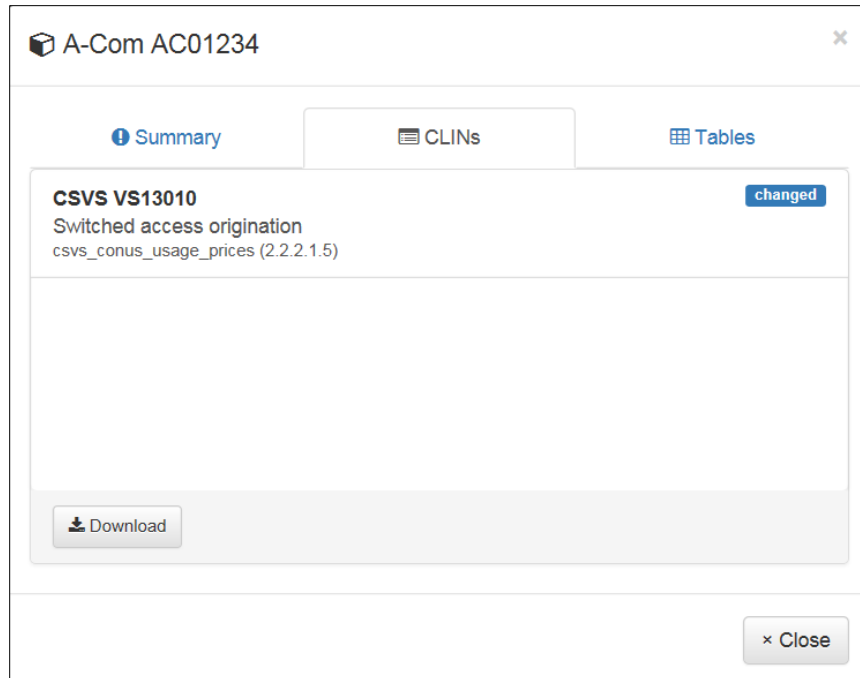 A-Com AC01234
×
Summary
CLINs
Tables
CSVS VS13010
changed
Switched access origination
csvs_conus_usage_prices (2.2.2.1.5)
Download
× Close